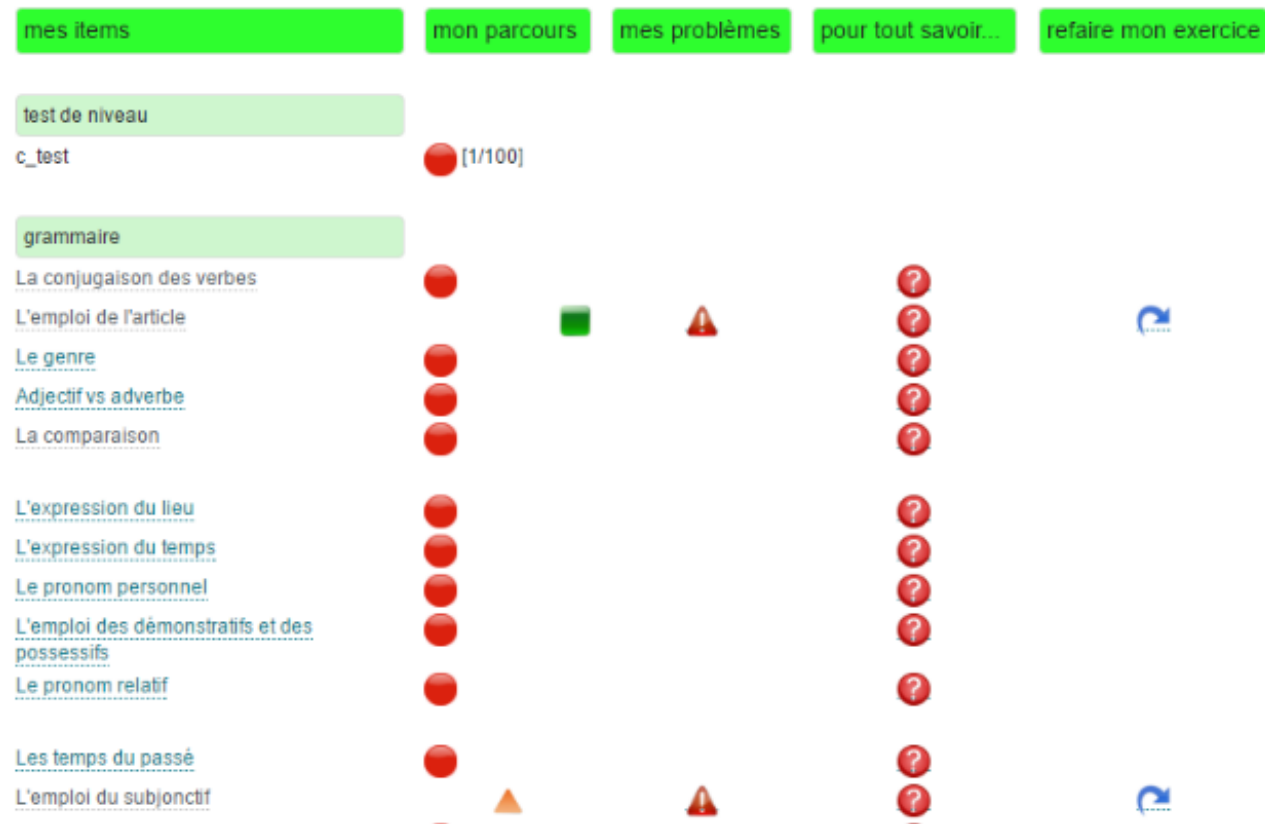 mes items mon parcours mes problèmes pour tout savoir... refaire mon exercice
test de niveau
c_test [1/100]
grammaire
La conjugaison des verbes
L'emploi de l'article
Le genre
Adjectif vs adverbe
La comparaison
L'expression du lieu
L'expression du temps
Le pronom personnel
L'emploi des démonstratifs et des
possessifs
Le pronom relatif
Les temps du passé
L'emploi du subjonctif